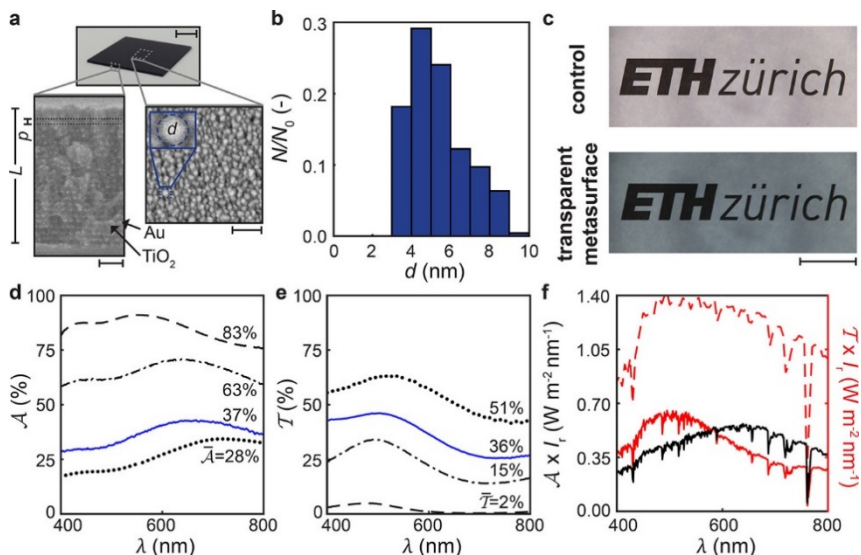 a
d
L
Au
TiO2
b
N/N0 (-)
0.3
0.2
0.1
0.0
0 2 4 6 8 10
d (nm)
c
control
ETH zürich
transparent
metasurface
ETH zürich
d
A (%)
100
75
50
25
0
83%
63%
37%
Ā=28%
400 600 800
λ (nm)
e
T (%)
100
75
50
25
0
51%
36%
15%
T̄=2%
400 600 800
λ (nm)
f
A x Ir (W m-2 nm-1)
1.40
1.05
0.70
0.35
0.00
T x Ir (W m-2 nm-1)
400 600 800
λ (nm)